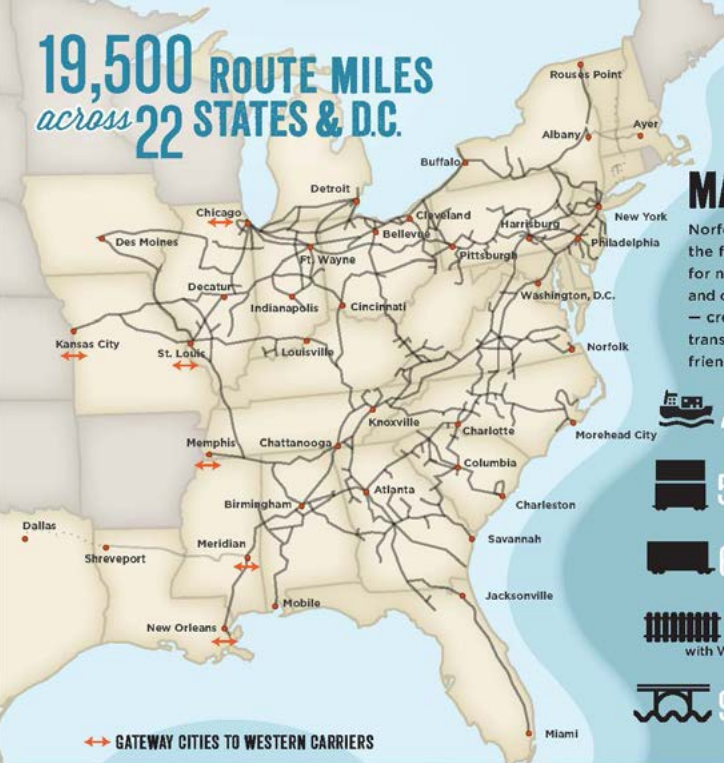 19,500 ROUTE MILES
across 22 STATES & D.C.
Rouses Point
Albany
Ayer
Buffalo
Detroit
Chicago
Cleveland
Bellevue
New York
Harrisburg
Des Moines
Ft. Wayne
Pittsburgh
Philadelphia
Decatur
Indianapolis
Cincinnati
Washington, D.C.
Kansas City
St. Louis
Louisville
Norfolk
Knoxville
Charlotte
Morehead City
Memphis
Chattanooga
Columbia
Atlanta
Birmingham
Charleston
Dallas
Shreveport
Meridian
Savannah
Jacksonville
Mobile
New Orleans
Miami
GATEWAY CITIES TO WESTERN CARRIERS
MA
Norfo
the f
for n
and c
— cre
trans
frien
with V